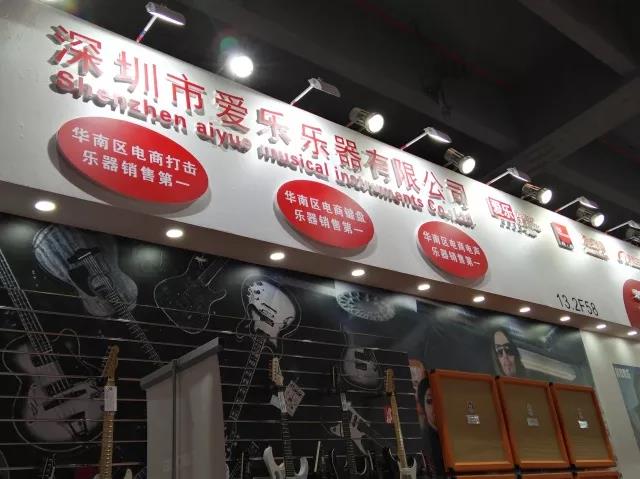 深圳市爱乐乐器有限公司
Shenzhen aiyue musical instruments Co.,Ltd
华南区电商打击
乐器销售第一
华南区电商键盘
乐器销售第一
华南区电商电声
乐器销售第一
13.2F58